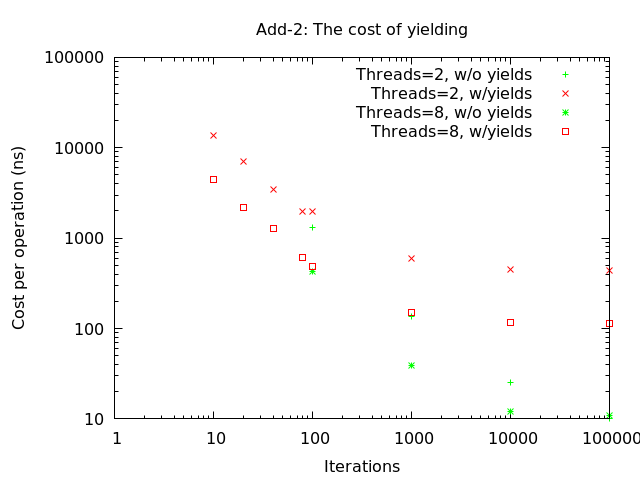 Add-2: The cost of yielding
100000
10000
1000
100
10
Cost per operation (ns)
Threads=2, w/o yields
Threads=2, w/yields
Threads=8, w/o yields
Threads=8, w/yields
1 10 100 1000 10000 100000
Iterations